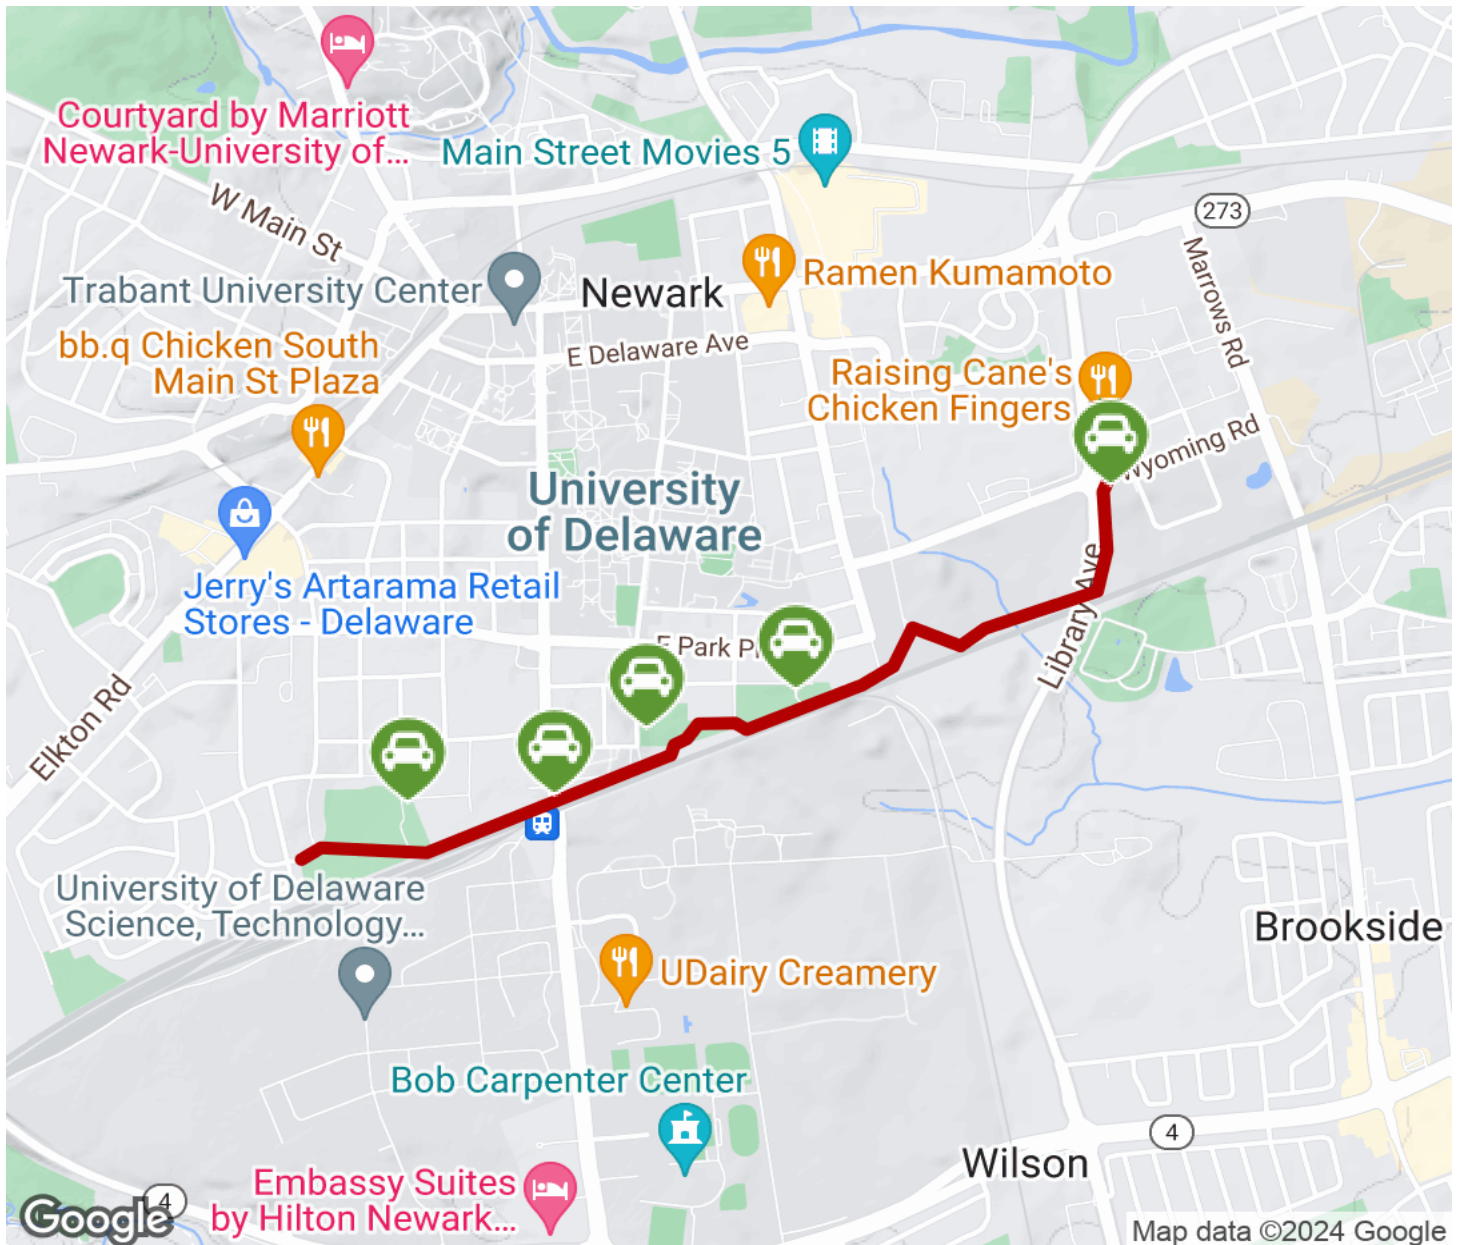 Courtyard by Marriott
Newark-University of...
Main Street Movies 5
W Main St
273
Marrows Rd
Trabant University Center
Newark
Ramen Kumamoto
bb.q Chicken South
Main St Plaza
E Delaware Ave
Raising Cane's
Chicken Fingers
Wyoming Rd
University
of Delaware
Jerry's Artarama Retail
Stores - Delaware
Library Ave
E Park Pl
Elkton Rd
University of Delaware
Science, Technology...
Brookside
UDairy Creamery
Bob Carpenter Center
4
Wilson
Embassy Suites
by Hilton Newark...
4
Google
Map data ©2024 Google